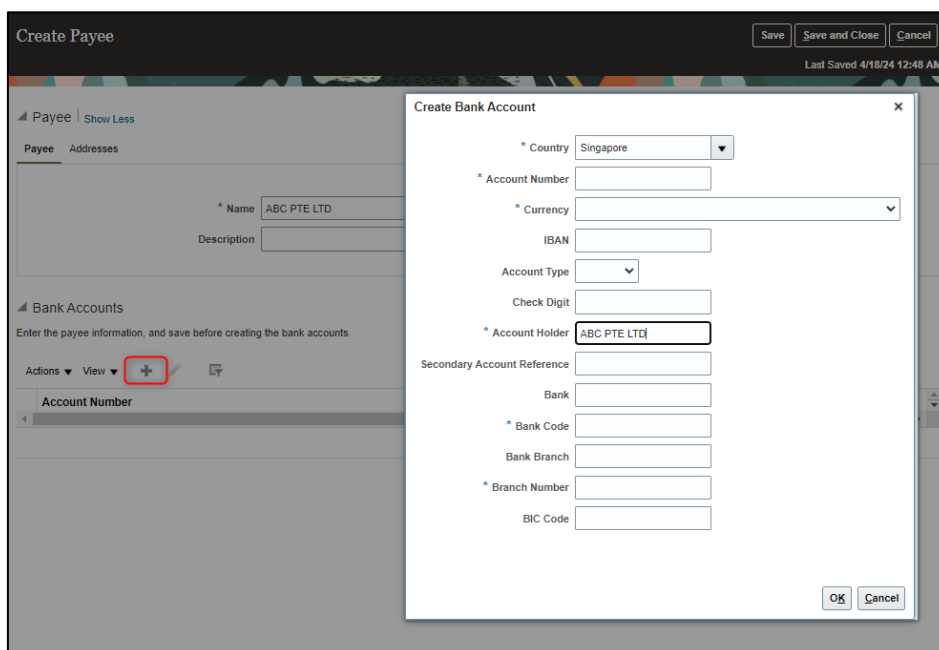 Create Payee
Save Save and Close Cancel
Last Saved 4/18/24 12:48 AM
Payee Show Less
Payee Addresses
* Name ABC PTE LTD
Description
Bank Accounts
Enter the payee information, and save before creating the bank accounts.
Actions View
Account Number
Create Bank Account
* Country Singapore
* Account Number
* Currency
IBAN
Account Type
Check Digit
* Account Holder ABC PTE LTD
Secondary Account Reference
Bank
* Bank Code
Bank Branch
* Branch Number
BIC Code
OK Cancel